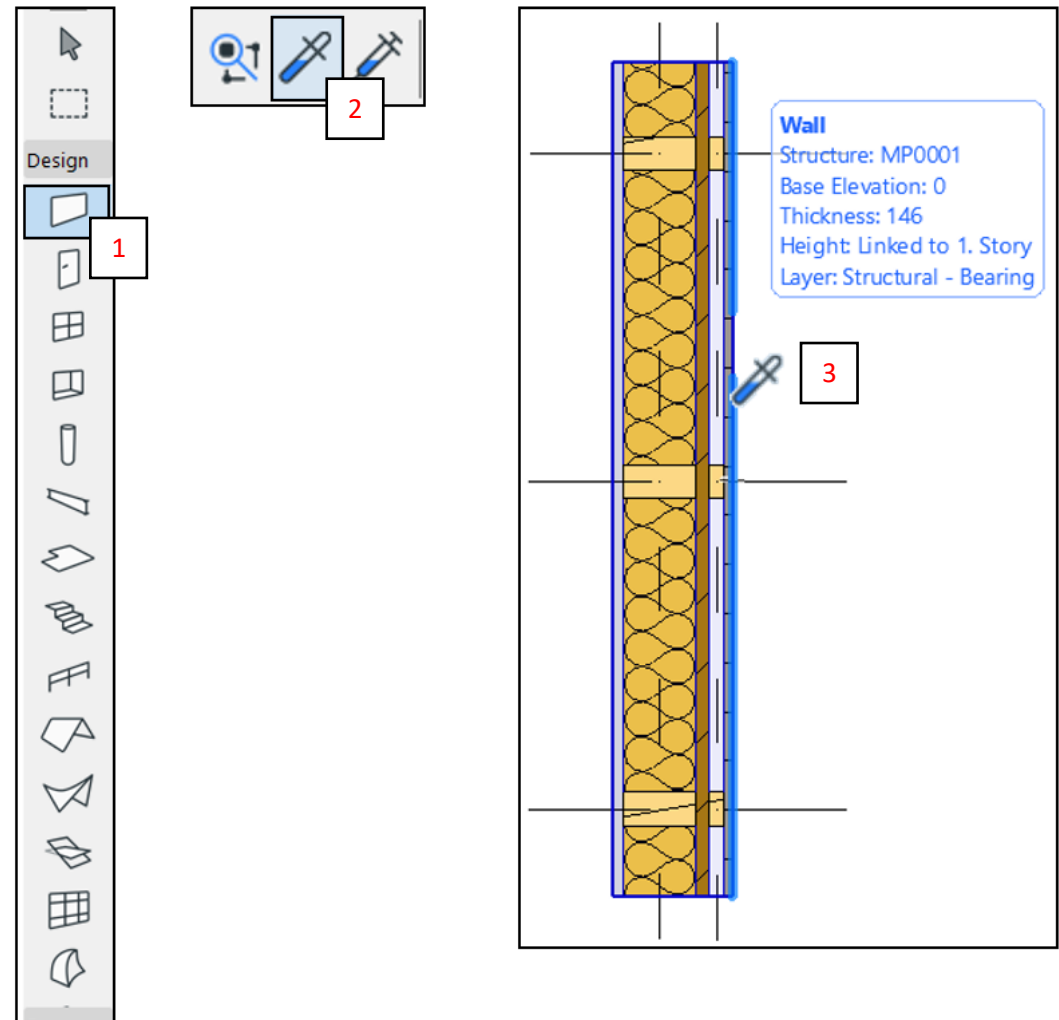 Design
1
2
Wall
Structure: MP0001
Base Elevation: 0
Thickness: 146
Height: Linked to 1. Story
Layer: Structural - Bearing
3